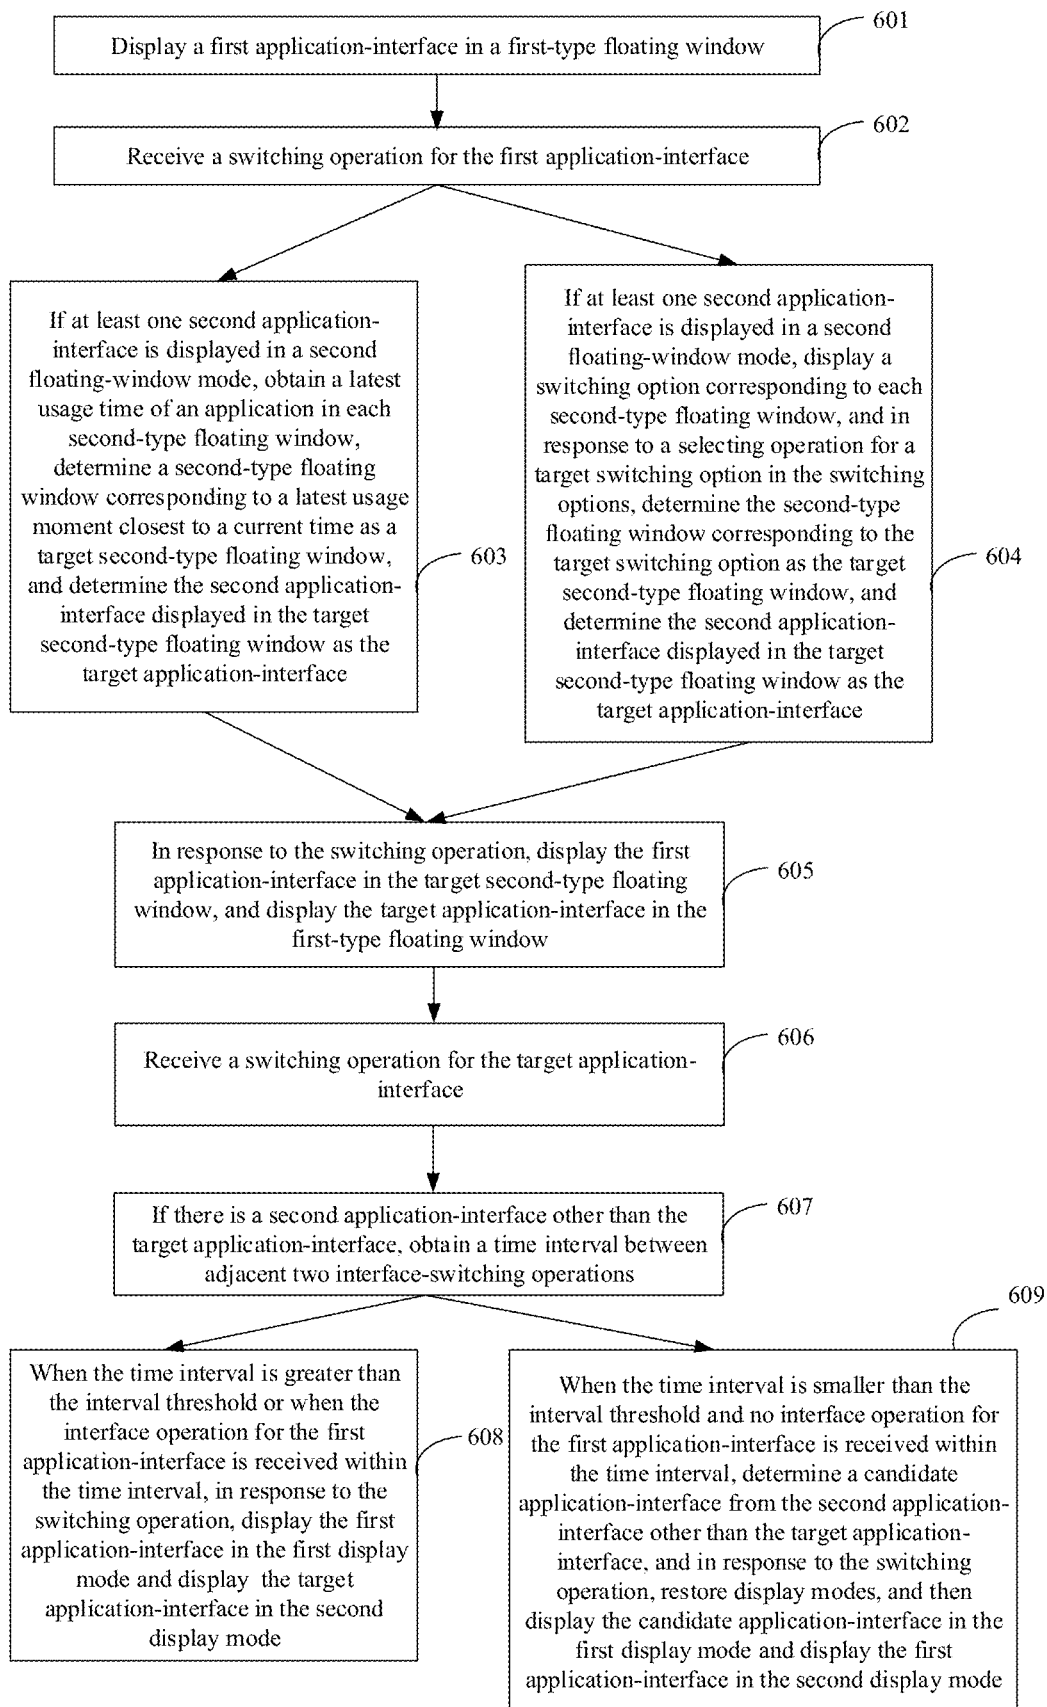 601
Display a first application-interface in a first-type floating window
602
Receive a switching operation for the first application-interface
If at least one second application-
interface is displayed in a second
floating-window mode, obtain a latest
usage time of an application in each
second-type floating window,
determine a second-type floating
window corresponding to a latest usage
moment closest to a current time as a
target second-type floating window,
and determine the second application-
interface displayed in the target
second-type floating window as the
target application-interface
603
If at least one second application-
interface is displayed in a second
floating-window mode, display a
switching option corresponding to each
second-type floating window, and in
response to a selecting operation for a
target switching option in the switching
options, determine the second-type
floating window corresponding to the
target switching option as the target
second-type floating window, and
determine the second application-
interface displayed in the target
second-type floating window as the
target application-interface
604
In response to the switching operation, display the first
application-interface in the target second-type floating
window, and display the target application-interface in the
first-type floating window
605
Receive a switching operation for the target application-
interface
606
If there is a second application-interface other than the
target application-interface, obtain a time interval between
adjacent two interface-switching operations
607
When the time interval is greater than
the interval threshold or when the
interface operation for the first
application-interface is received within
the time interval, in response to the
switching operation, display the first
application-interface in the first display
mode and display the target
application-interface in the second
display mode
608
609
When the time interval is smaller than the
interval threshold and no interface operation for
the first application-interface is received within
the time interval, determine a candidate
application-interface from the second application-
interface other than the target application-
interface, and in response to the switching
operation, restore display modes, and then
display the candidate application-interface in the
first display mode and display the first
application-interface in the second display mode